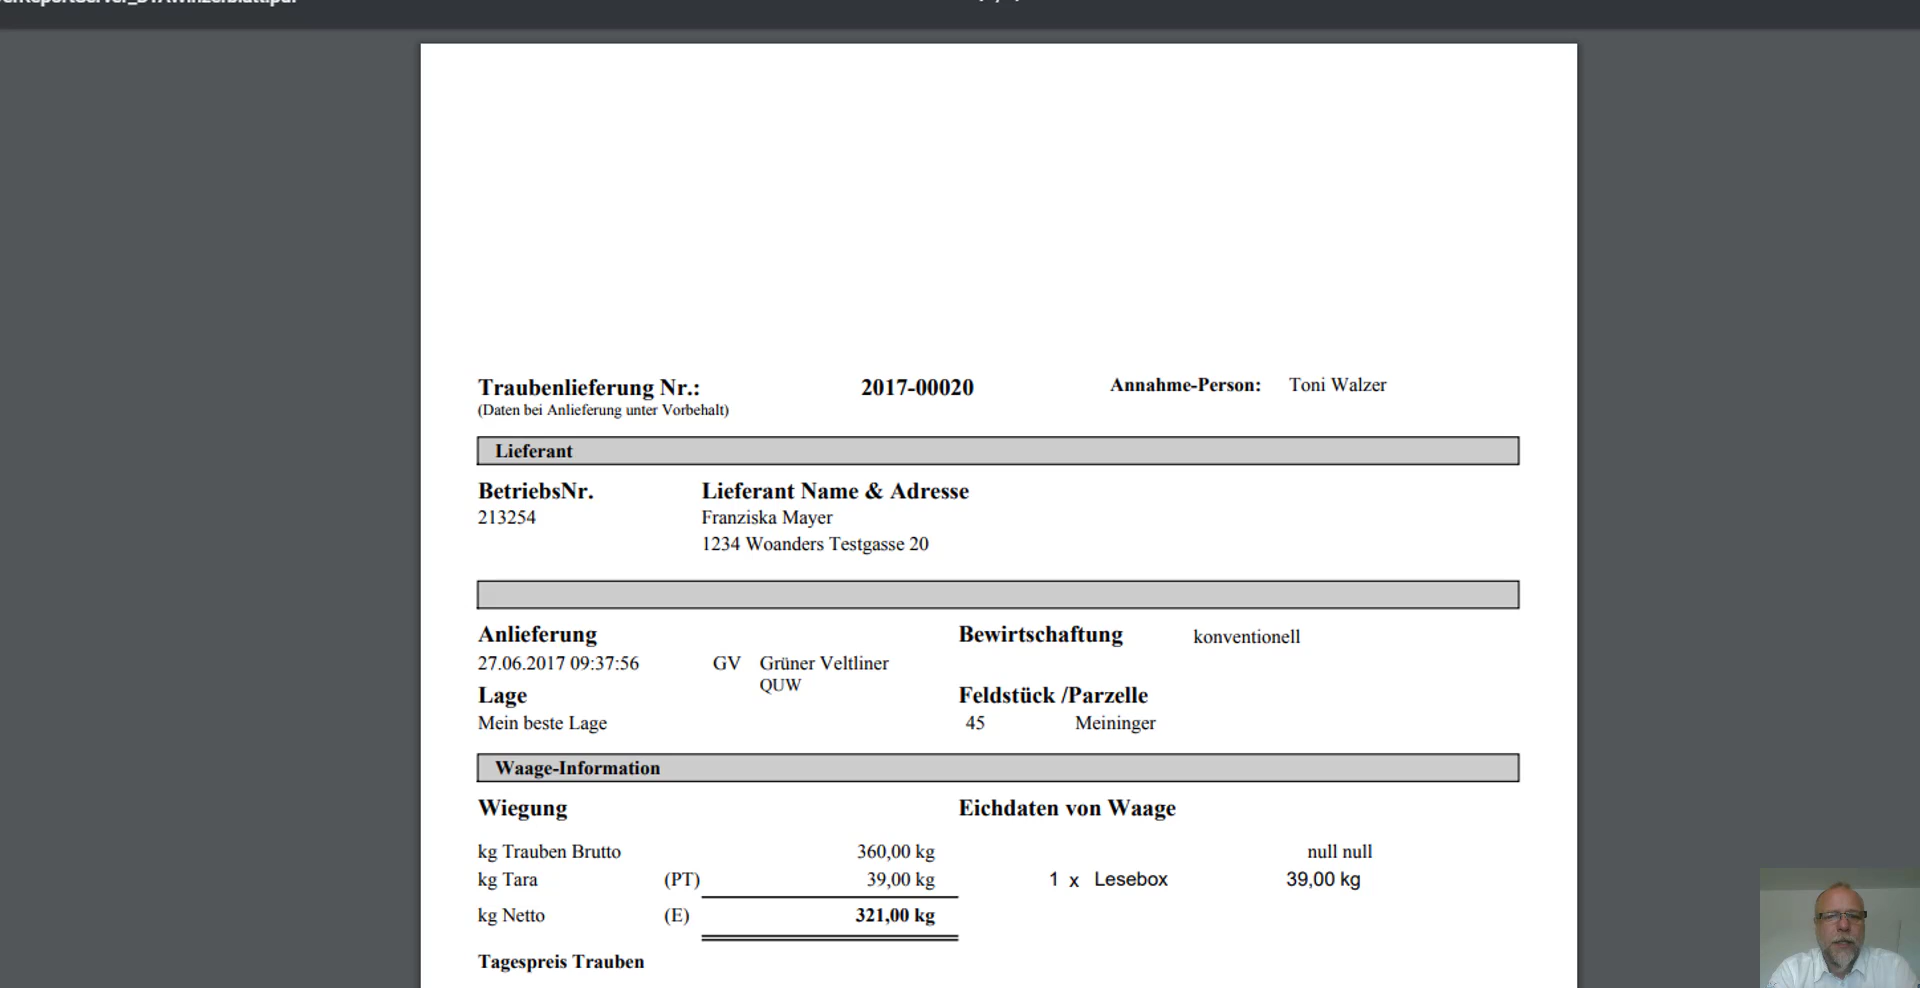 Traubenlieferung Nr.: 2017-00020 Annahme-Person: Toni Walzer
(Daten bei Anlieferung unter Vorbehalt)
Lieferant
BetriebsNr. Lieferant Name & Adresse
213254 Franziska Mayer
1234 Woanders Testgasse 20
Anlieferung Bewirtschaftung konventionell
27.06.2017 09:37:56 GV Grüner Veltliner
QUW
Lage Feldstück /Parzelle
Mein beste Lage 45 Meininger
Waage-Information
Wiegung Eichdaten von Waage
kg Trauben Brutto 360,00 kg null null
kg Tara (PT) 39,00 kg 1 x Lesebox 39,00 kg
kg Netto (E) 321,00 kg
Tagespreis Trauben